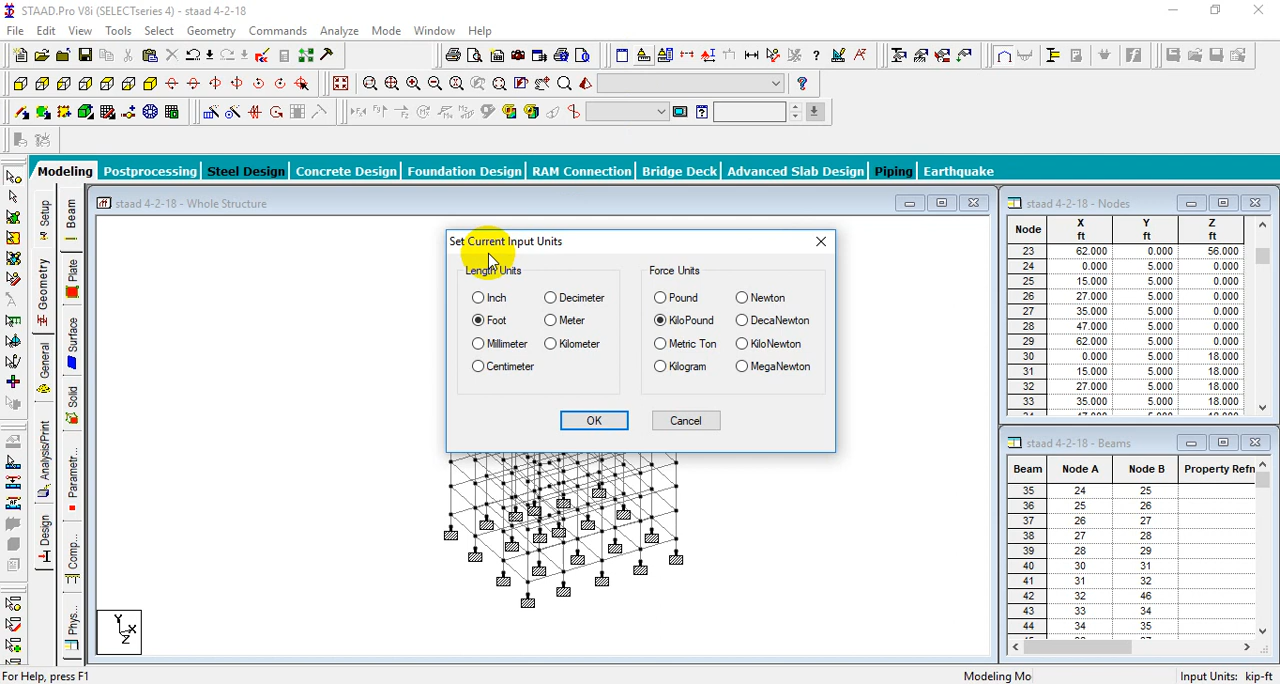 STAAD.Pro V8i (SELECTseries 4) - staad 4-2-18
File Edit View Tools Select Geometry Commands Analyze Mode Window Help
Modeling Postprocessing Steel Design Concrete Design Foundation Design RAM Connection Bridge Deck Advanced Slab Design Piping Earthquake
Setup
Geometry
General
Analysis/Print
Design
Beam
Plate
Surface
Solid
Parametr...
Comp...
Phys...
staad 4-2-18 - Whole Structure
Set Current Input Units
Length Units
Inch Decimeter
Foot Meter
Millimeter Kilometer
Centimeter
Force Units
Pound Newton
KiloPound DecaNewton
Metric Ton KiloNewton
Kilogram MegaNewton
OK Cancel
Y
X
Z
staad 4-2-18 - Nodes
Node X ft Y ft Z ft
23 62.000 0.000 56.000
24 0.000 5.000 0.000
25 15.000 5.000 0.000
26 27.000 5.000 0.000
27 35.000 5.000 0.000
28 47.000 5.000 0.000
29 62.000 5.000 0.000
30 0.000 5.000 18.000
31 15.000 5.000 18.000
32 27.000 5.000 18.000
33 35.000 5.000 18.000
staad 4-2-18 - Beams
Beam Node A Node B Property Refn
35 24 25
36 25 26
37 26 27
38 27 28
39 28 29
40 30 31
41 31 32
42 32 46
43 33 34
44 34 35
For Help, press F1
Modeling Mo
Input Units: kip-ft